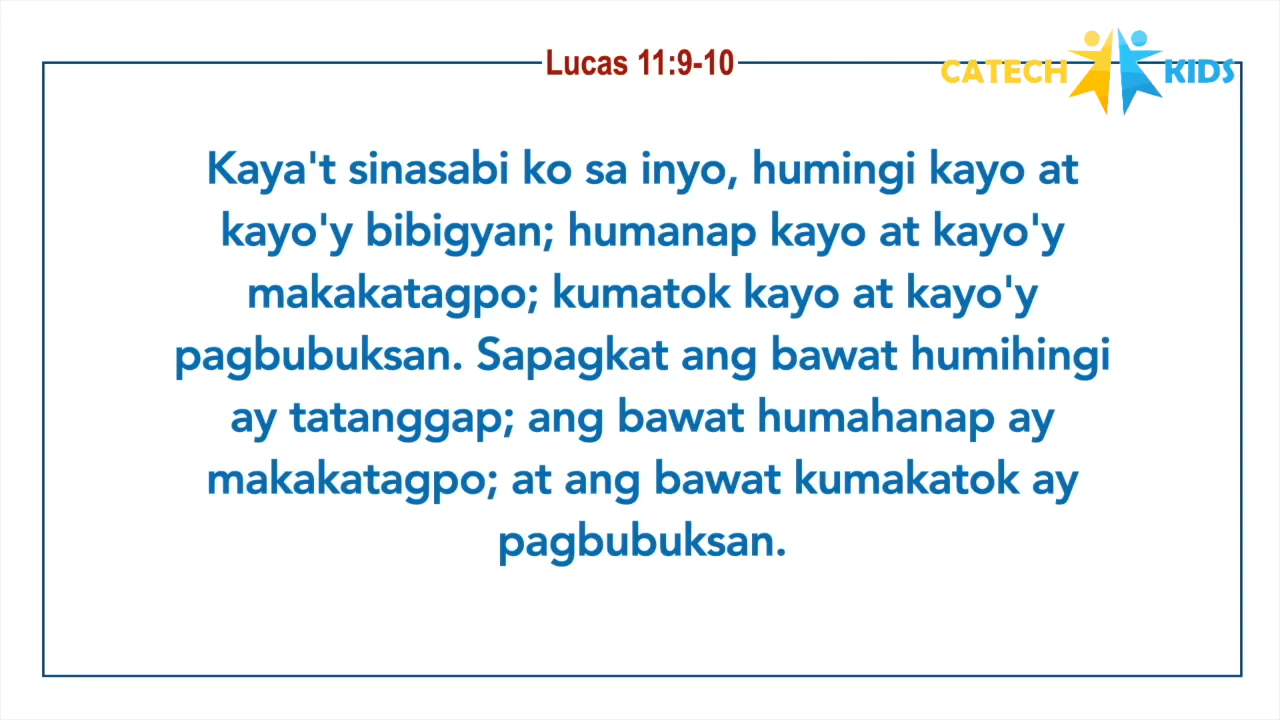 Lucas 11:9-10
CATECH KIDS
Kaya't sinasabi ko sa inyo, humingi kayo at
kayo'y bibigyan; humanap kayo at kayo'y
makakatagpo; kumatok kayo at kayo'y
pagbubuksan. Sapagkat ang bawat humihingi
ay tatanggap; ang bawat humahanap ay
makakatagpo; at ang bawat kumakatok ay
pagbubuksan.